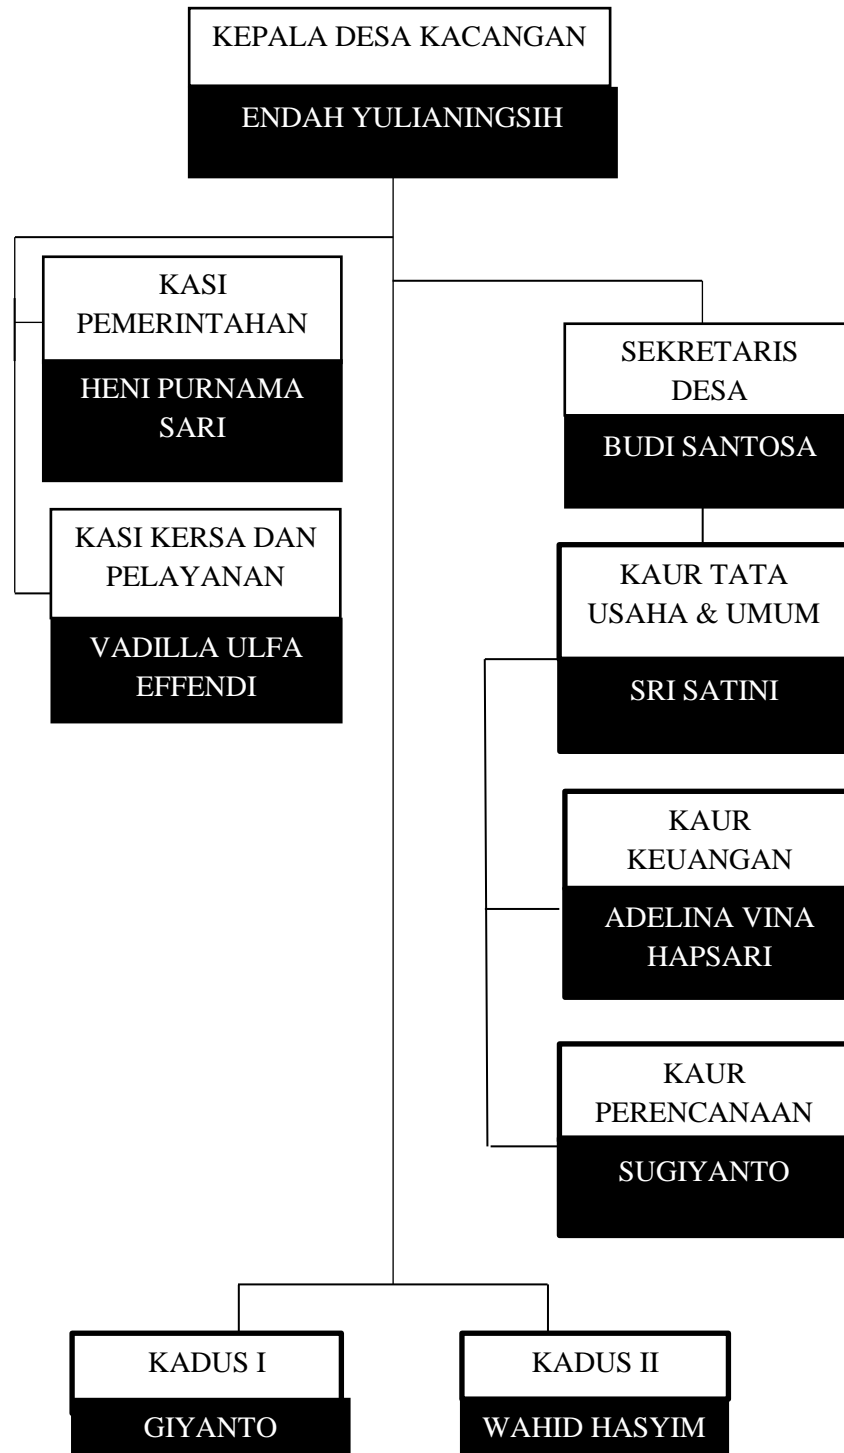 KEPALA DESA KACANGAN
ENDAH YULIANINGSIH
KASI
PEMERINTAHAN
HENI PURNAMA
SARI
KASI KERSA DAN
PELAYANAN
VADILLA ULFA
EFFENDI
SEKRETARIS
DESA
BUDI SANTOSA
KAUR TATA
USAHA & UMUM
SRI SATINI
KAUR
KEUANGAN
ADELINA VINA
HAPSARI
KAUR
PERENCANAAN
SUGIYANTO
KADUS I
GIYANTO
KADUS II
WAHID HASYIM